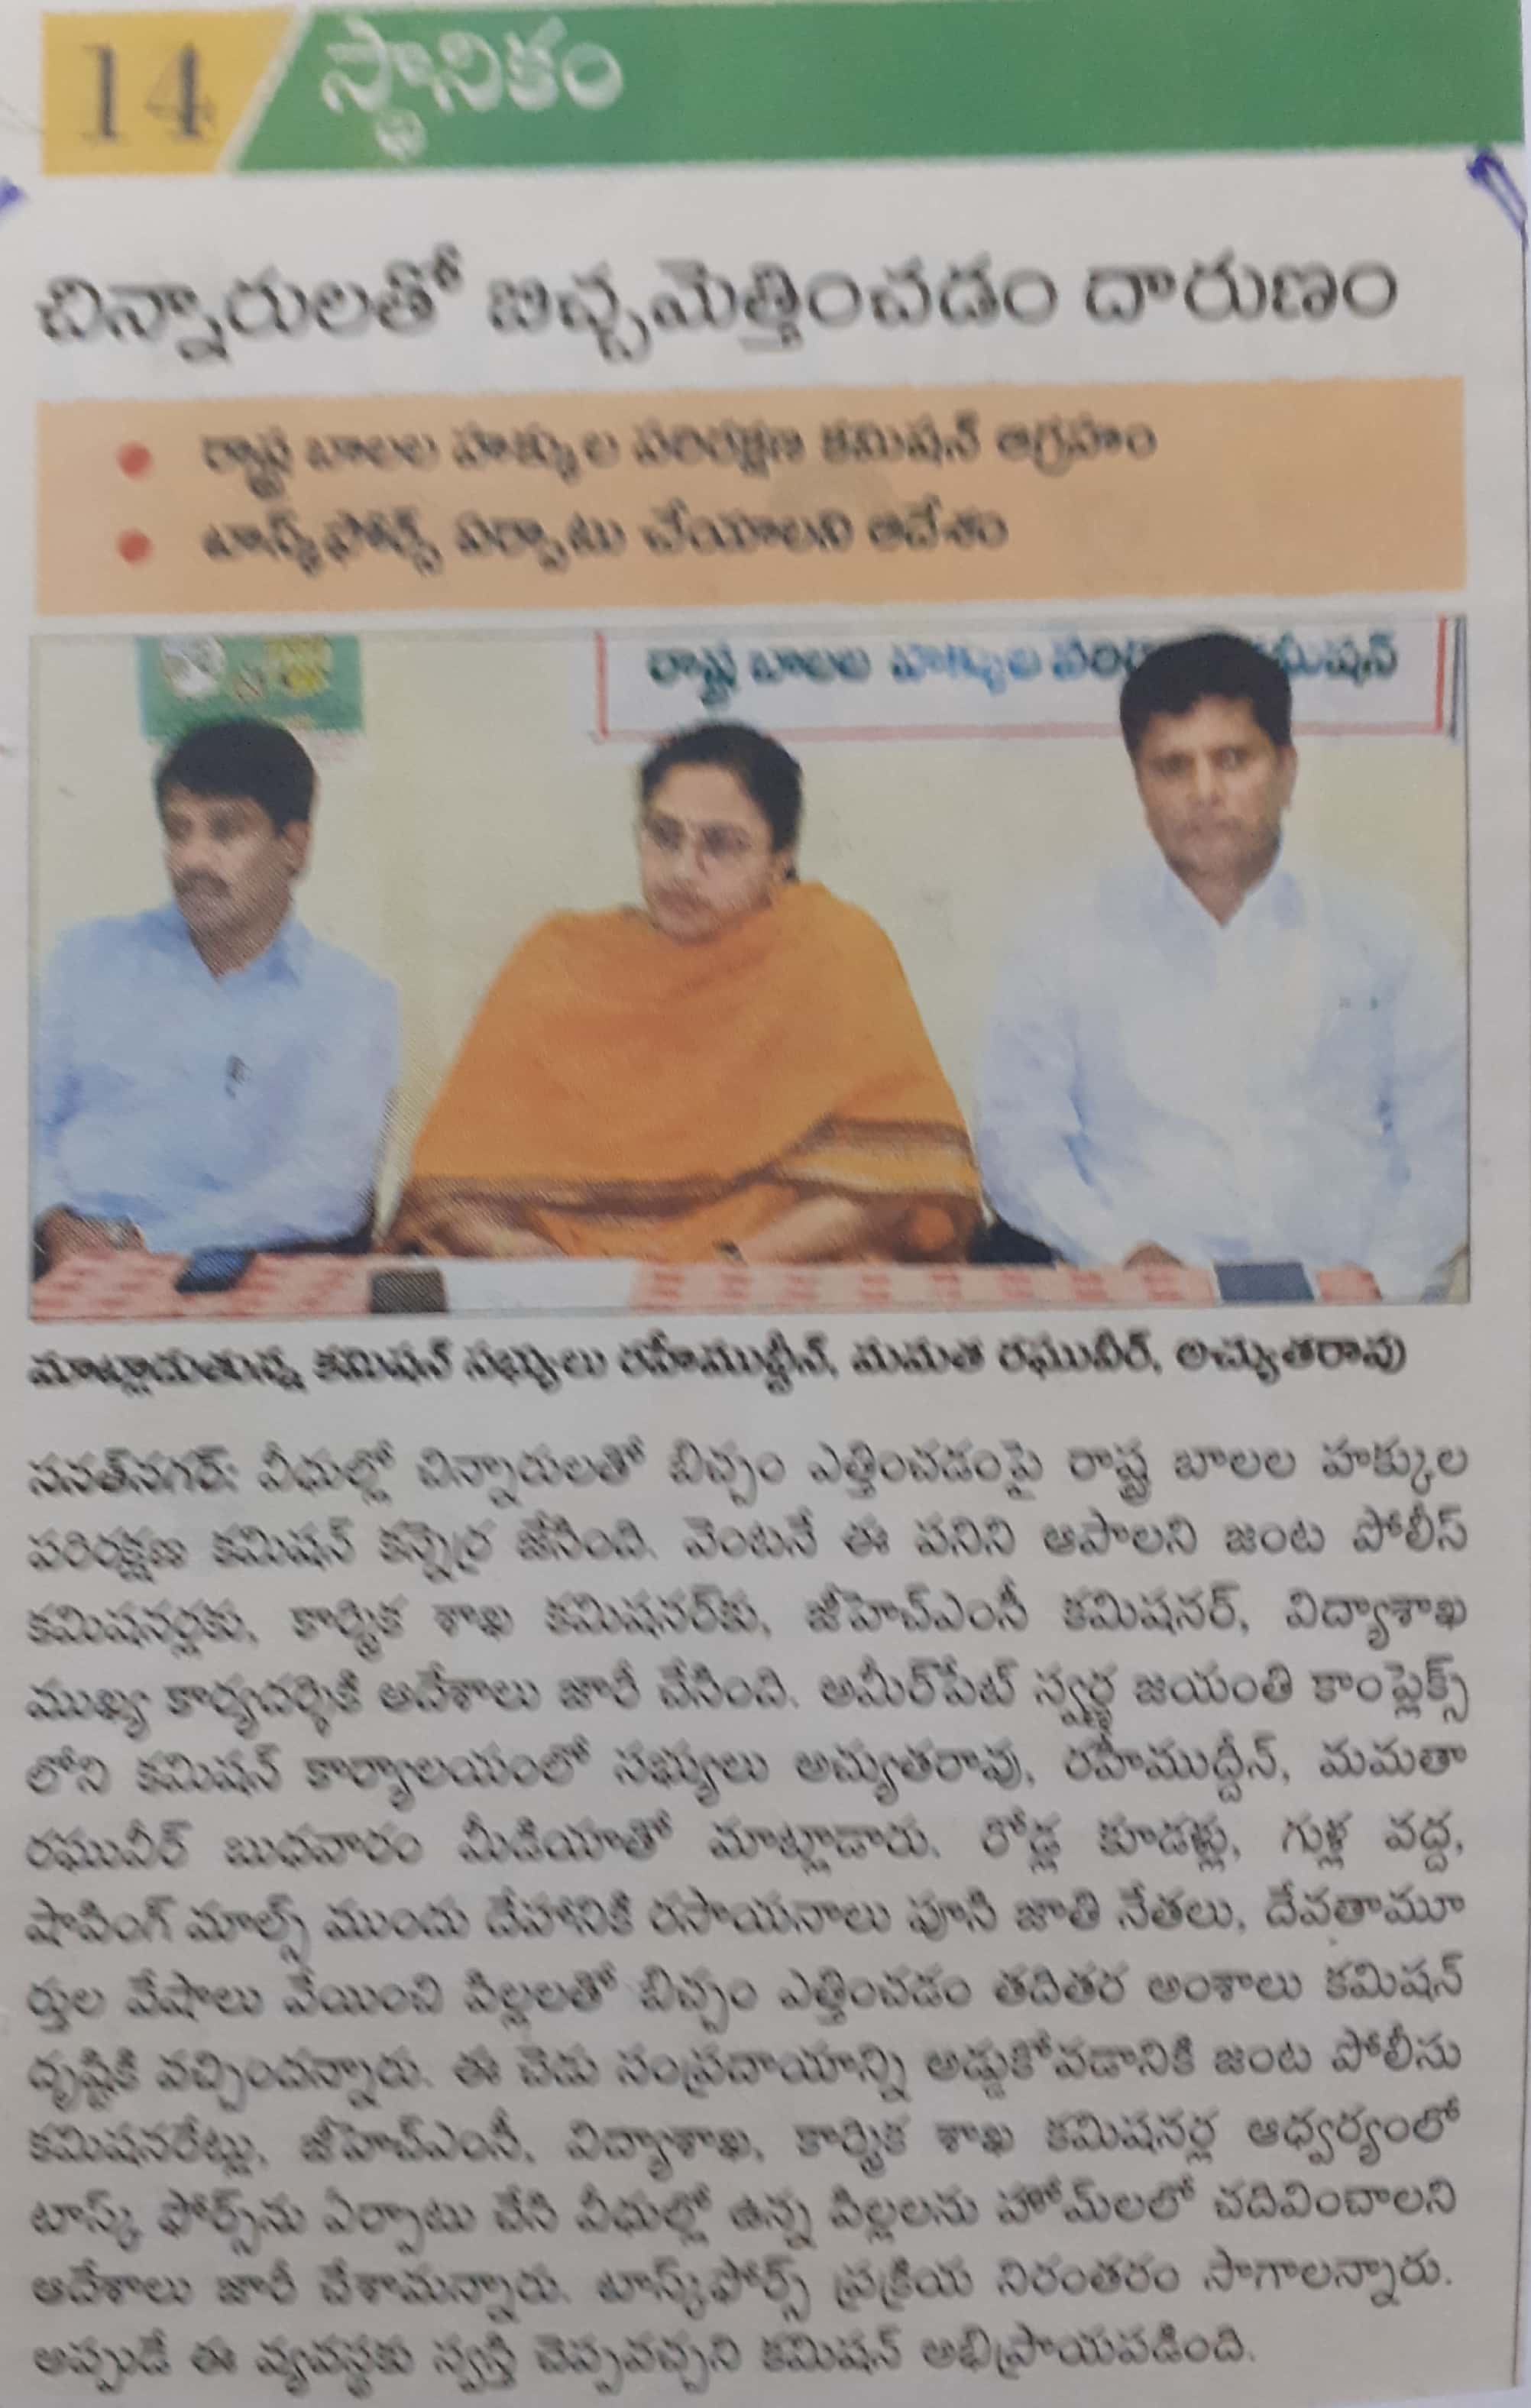 14 స్థానికం
చిన్నారులతో బిచ్చమెత్తించడం దారుణం
రాష్ట్ర బాలల హక్కుల పరిరక్షణ కమిషన్ ఆగ్రహం
టాస్క్‌ఫోర్స్ ఏర్పాటు చేయాలని ఆదేశం
రాష్ట్ర బాలల హక్కుల మిషన్
మాట్లాడుతున్న కమిషన్ సభ్యులు రహీముద్దీన్, మమత రఘువీర్, అచ్యుతరావు
సనత్‌నగర్: వీధుల్లో చిన్నారులతో బిచ్చం ఎత్తించడంపై రాష్ట్ర బాలల హక్కుల
పరిరక్షణ కమిషన్ కన్నెర్ర జేసింది. వెంటనే ఈ పనిని ఆపాలని జంట పోలీస్
కమిషనర్లకు, కార్మిక శాఖ కమిషనర్‌కు, జీహెచ్ఎంసీ కమిషనర్, విద్యాశాఖ
ముఖ్య కార్యదర్శికి ఆదేశాలు జారీ చేసింది. అమీర్‌పేట్ స్వర్ణ జయంతి కాంప్లెక్స్
లోని కమిషన్ కార్యాలయంలో సభ్యులు అచ్యుతరావు, రహీముద్దీన్, మమతా
రఘువీర్ బుధవారం మీడియాతో మాట్లాడారు. రోడ్ల కూడళ్లు, గుళ్ల వద్ద,
షాపింగ్ మాల్స్ ముందు దేహానికి రసాయనాలు పూసి జాతి నేతలు, దేవతామూ
ర్తుల వేషాలు వేయించి పిల్లలతో బిచ్చం ఎత్తించడం తదితర అంశాలు కమిషన్
దృష్టికి వచ్చిందన్నారు. ఈ చెడు సంప్రదాయాన్ని అడ్డుకోవడానికి జంట పోలీసు
కమిషనరేట్లు, జీహెచ్ఎంసీ, విద్యాశాఖ, కార్మిక శాఖ కమిషనర్ల ఆధ్వర్యంలో
టాస్క్ ఫోర్స్‌ను ఏర్పాటు చేసి వీధుల్లో ఉన్న పిల్లలను హోమ్‌లలో చదివించాలని
ఆదేశాలు జారీ చేశామన్నారు. టాస్క్‌ఫోర్స్ ప్రక్రియ నిరంతరం సాగాలన్నారు.
అప్పుడే ఈ వ్యవస్థకు స్వస్తి చెప్పవచ్చని కమిషన్ అభిప్రాయపడింది.